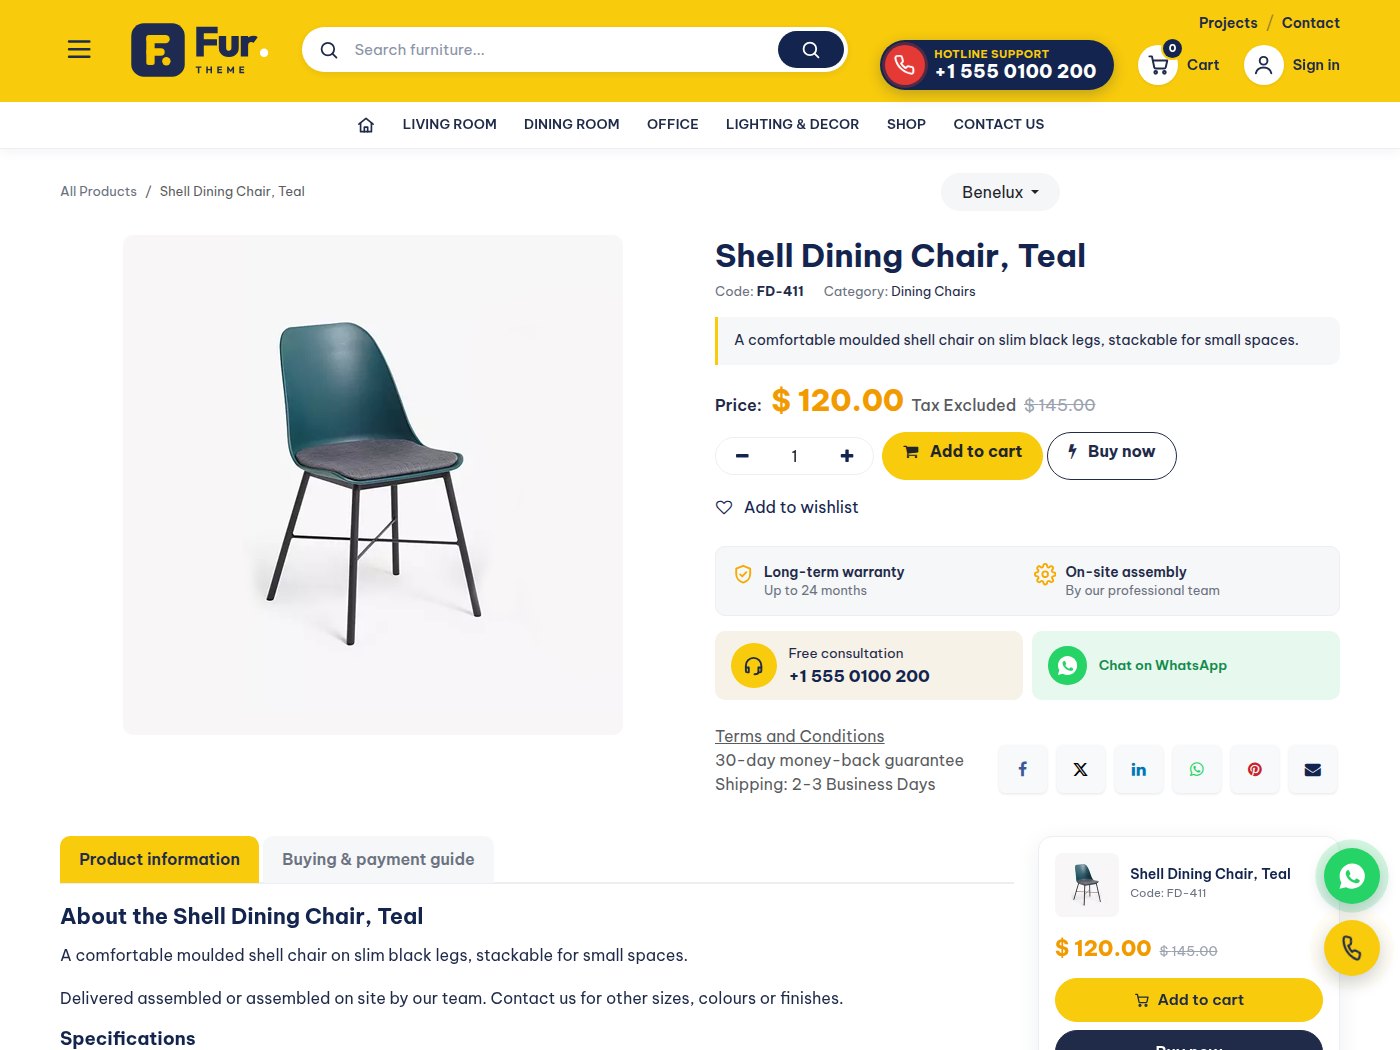 Projects / Contact
Fur.
THEME
Search furniture...
HOTLINE SUPPORT
+1 555 0100 200
0
Cart
Sign in
LIVING ROOM
DINING ROOM
OFFICE
LIGHTING & DECOR
SHOP
CONTACT US
All Products / Shell Dining Chair, Teal
Benelux
Shell Dining Chair, Teal
Code: FD-411 Category: Dining Chairs
A comfortable moulded shell chair on slim black legs, stackable for small spaces.
Price: $ 120.00 Tax Excluded $ 145.00
1
Add to cart
Buy now
Add to wishlist
Long-term warranty
Up to 24 months
On-site assembly
By our professional team
Free consultation
+1 555 0100 200
Chat on WhatsApp
Terms and Conditions
30-day money-back guarantee
Shipping: 2-3 Business Days
Product information
Buying & payment guide
About the Shell Dining Chair, Teal
A comfortable moulded shell chair on slim black legs, stackable for small spaces.
Delivered assembled or assembled on site by our team. Contact us for other sizes, colours or finishes.
Specifications
Shell Dining Chair, Teal
Code: FD-411
$ 120.00 $ 145.00
Add to cart
Buy now